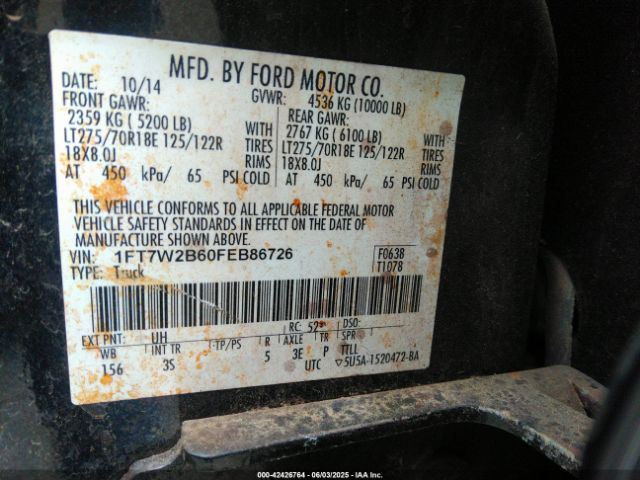 MFD. BY FORD MOTOR CO.
DATE: 10/14 GVWR: 4536 KG (10000 LB)
FRONT GAWR: REAR GAWR:
2359 KG ( 5200 LB) WITH 2767 KG ( 6100 LB) WITH
LT275/70R18E 125/122R TIRES LT275/70R18E 125/122R TIRES
18X8.0J RIMS 18X8.0J RIMS
AT 450 kPa/ 65 PSI COLD AT 450 kPa/ 65 PSI COLD
THIS VEHICLE CONFORMS TO ALL APPLICABLE FEDERAL MOTOR
VEHICLE SAFETY STANDARDS IN EFFECT ON THE DATE OF
MANUFACTURE SHOWN ABOVE.
VIN: 1FT7W2B60FEB86726 F0638
TYPE: Truck T1078
EXT PNT: UH RC: 52 DSO:
WB INT TR TP/PS R AXLE TR SPR
156 3S 5 3E P TTLL
UTC ▽5U5A-1520472-BA
000-42426764 - 06/03/2025 - IAA Inc.